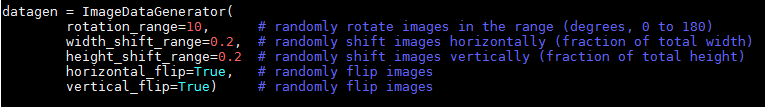 datagen = ImageDataGenerator(
        rotation_range=10,      # randomly rotate images in the range (degrees, 0 to 180)
        width_shift_range=0.2,  # randomly shift images horizontally (fraction of total width)
        height_shift_range=0.2  # randomly shift images vertically (fraction of total height)
        horizontal_flip=True,   # randomly flip images
        vertical_flip=True)     # randomly flip images